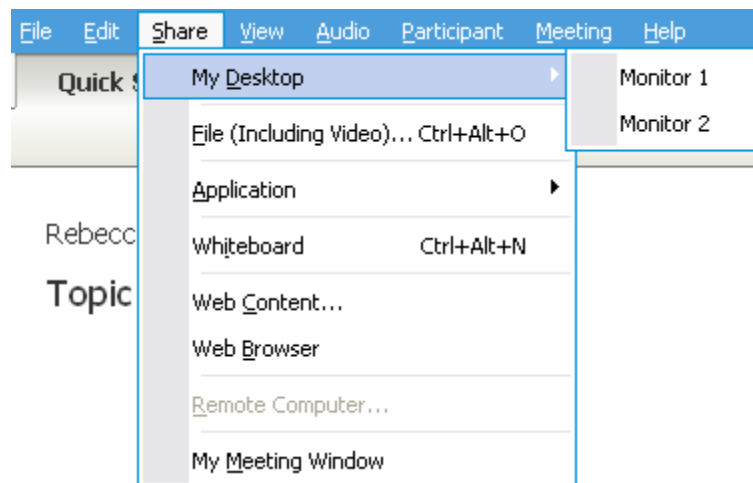 File Edit Share View Audio Participant Meeting Help
Quick
My Desktop
Monitor 1
Monitor 2
File (Including Video)... Ctrl+Alt+O
Application
Rebecc
Whiteboard Ctrl+Alt+N
Topic
Web Content...
Web Browser
Remote Computer...
My Meeting Window